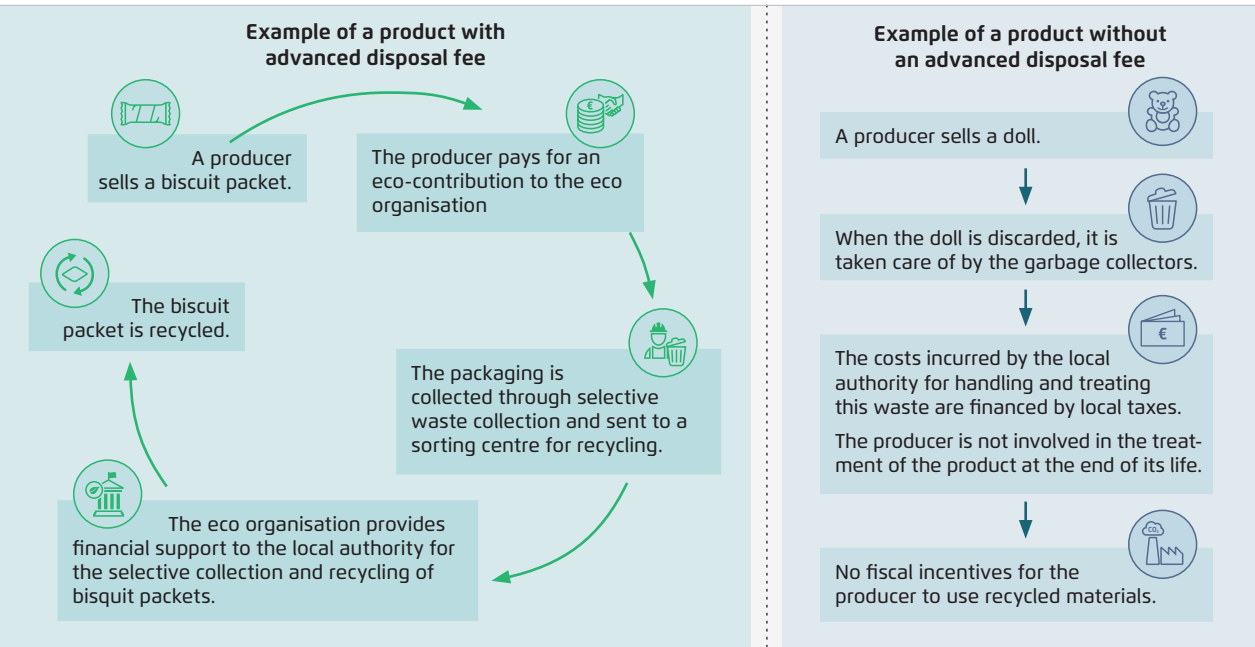 Example of a product with
advanced disposal fee
A producer
sells a biscuit packet.
€
The producer pays for an
eco-contribution to the eco
organisation
The packaging is
collected through selective
waste collection and sent to a
sorting centre for recycling.
The eco organisation provides
financial support to the local authority for
the selective collection and recycling of
bisquit packets.
The biscuit
packet is recycled.
Example of a product without
an advanced disposal fee
A producer sells a doll.
When the doll is discarded, it is
taken care of by the garbage collectors.
€
The costs incurred by the local
authority for handling and treating
this waste are financed by local taxes.
The producer is not involved in the treat-
ment of the product at the end of its life.
CO₂
No fiscal incentives for the
producer to use recycled materials.